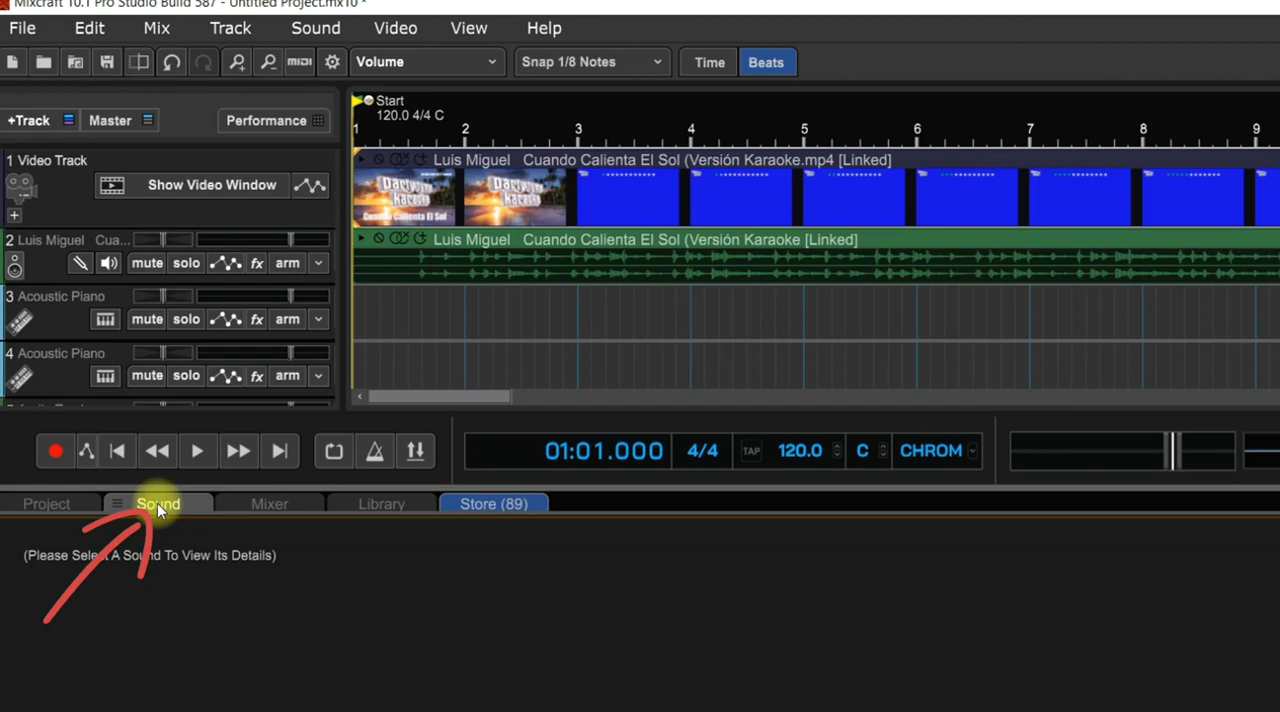 Mixcraft 10.1 Pro Studio Build 587 - Untitled Project.mx10 *
File Edit Mix Track Sound Video View Help
MIDI Volume Snap 1/8 Notes Time Beats
+Track Master Performance
Start
120.0 4/4 C
1 2 3 4 5 6 7 8 9
1 Video Track
Luis Miguel Cuando Calienta El Sol (Versión Karaoke.mp4 [Linked]
Show Video Window
Cuando Calienta El Sol
2 Luis Miguel Cua...
Luis Miguel Cuando Calienta El Sol (Versión Karaoke [Linked]
mute solo fx arm
3 Acoustic Piano
mute solo fx arm
4 Acoustic Piano
mute solo fx arm
01:01.000 4/4 TAP 120.0 C CHROM
Project Sound Mixer Library Store (89)
(Please Select A Sound To View Its Details)